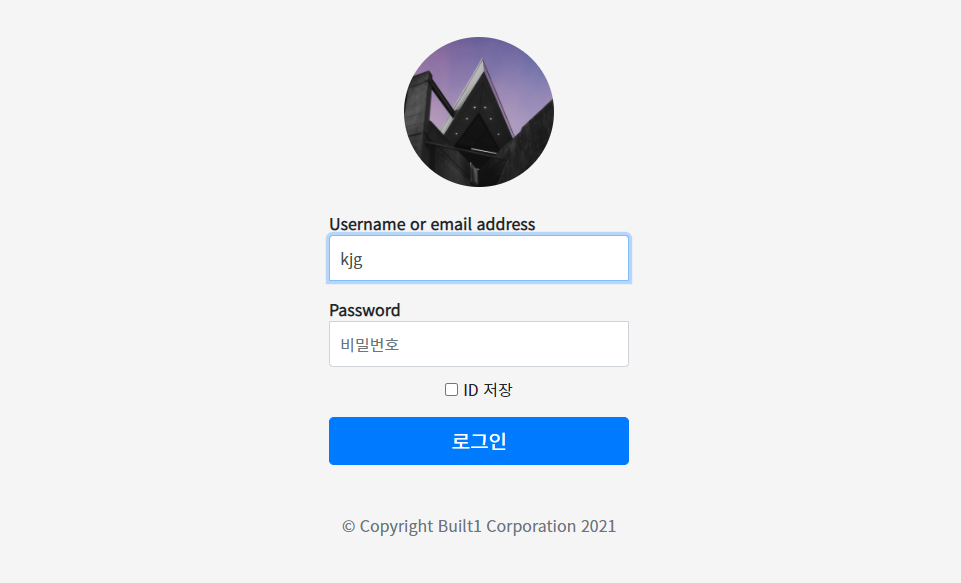 Username or email address
kjg
Password
비밀번호
ID 저장
로그인
© Copyright Built1 Corporation 2021